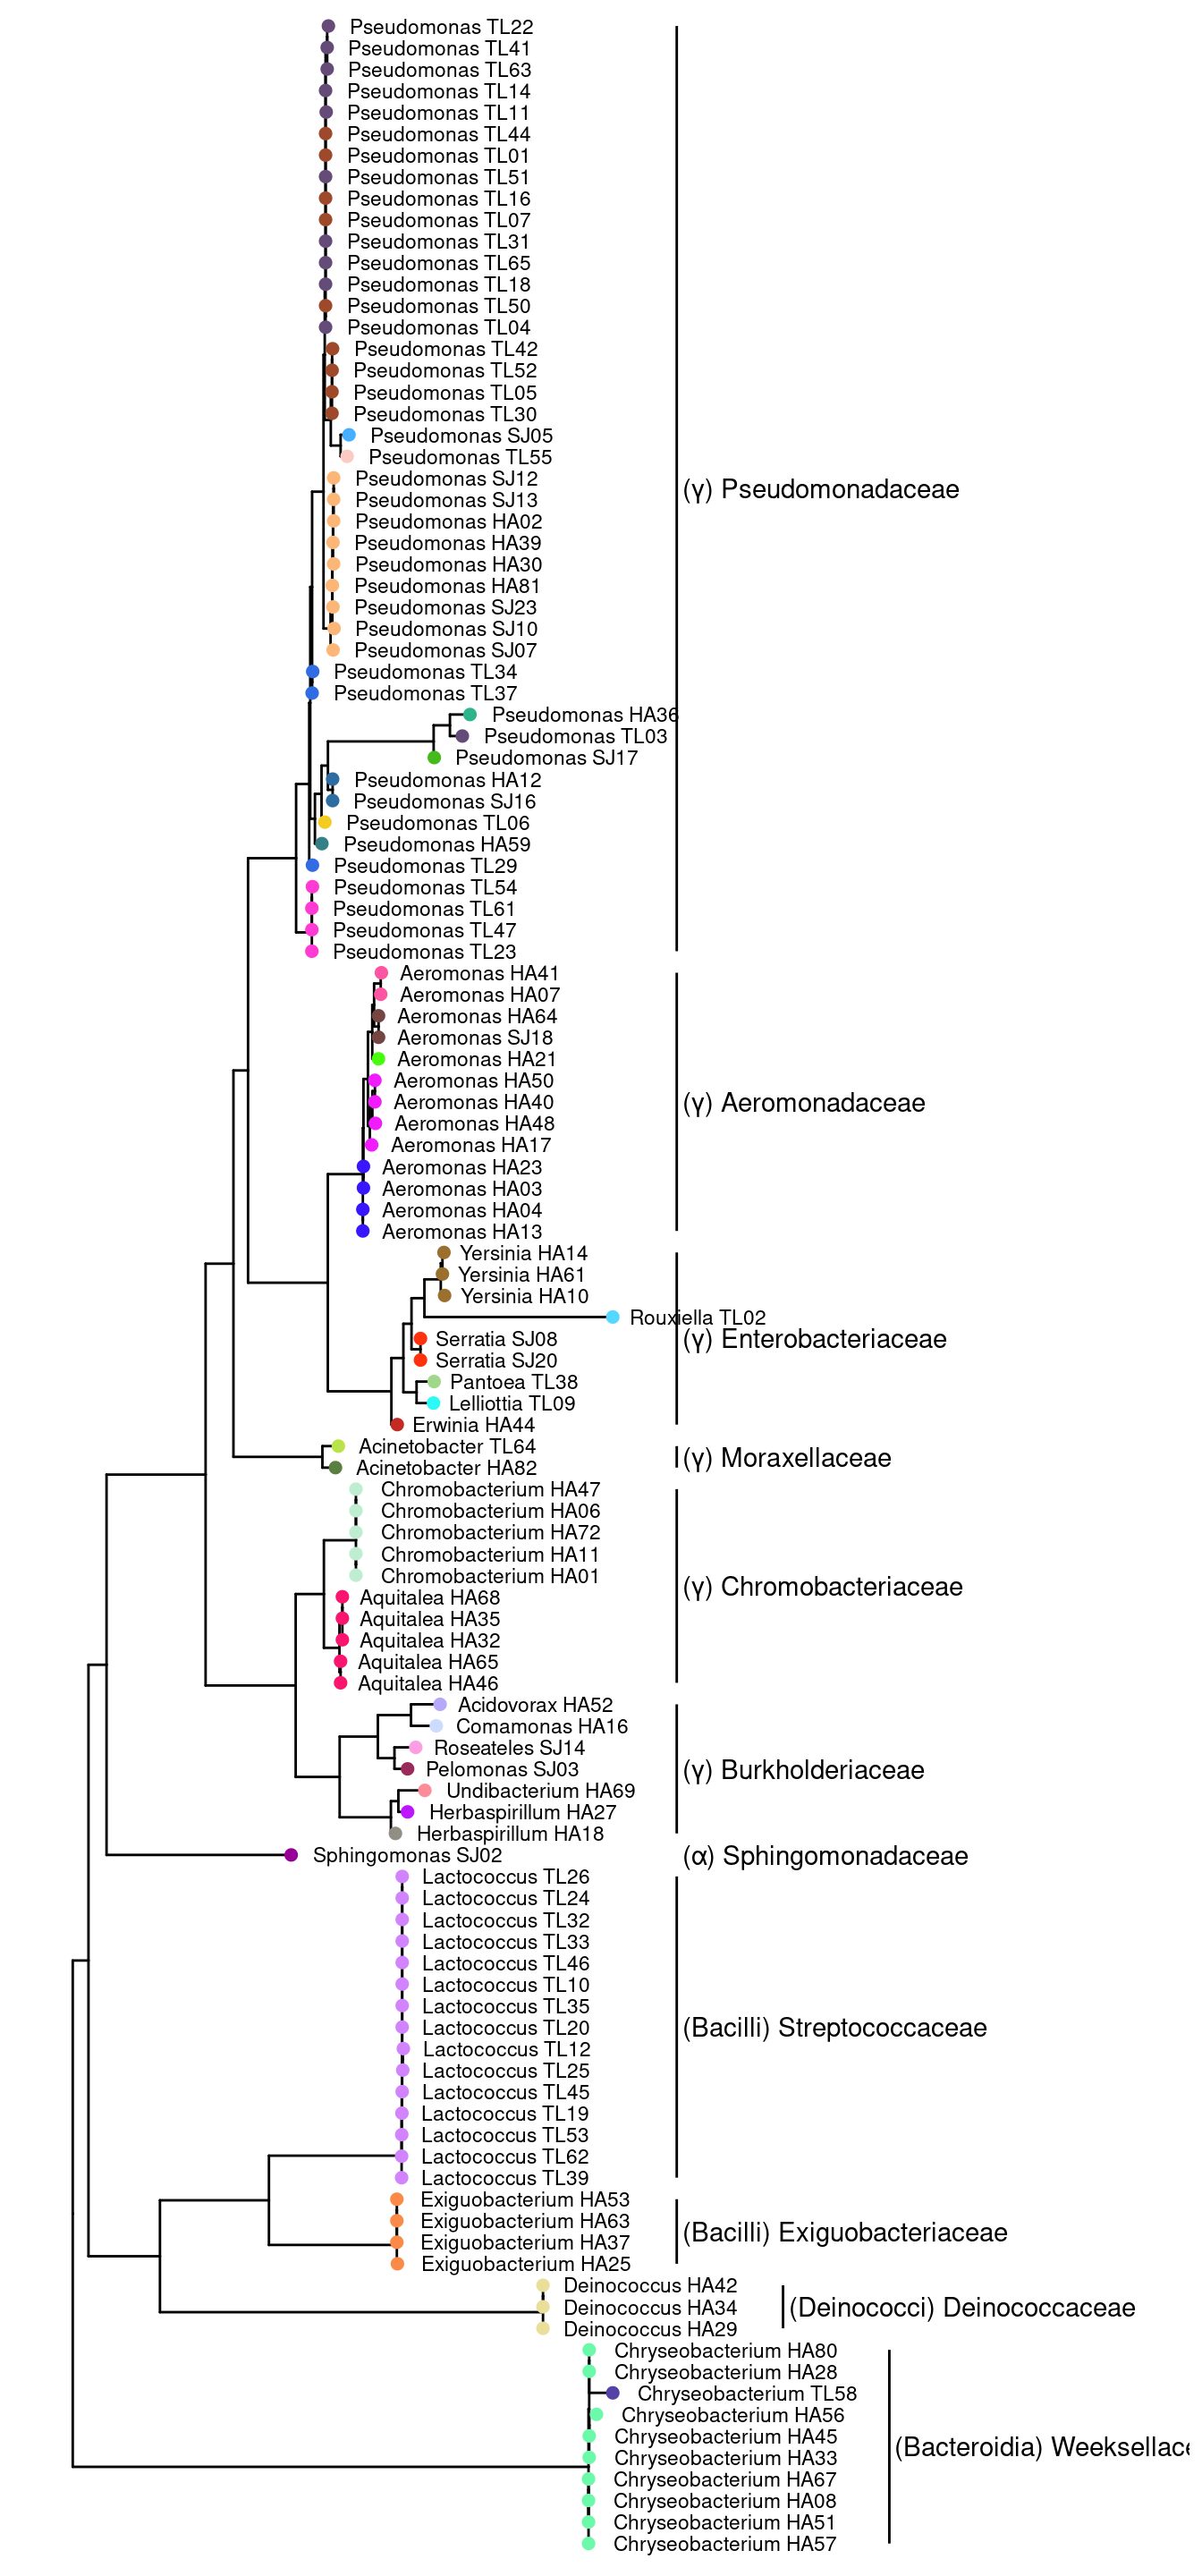 Pseudomonas TL22
Pseudomonas TL41
Pseudomonas TL63
Pseudomonas TL14
Pseudomonas TL11
Pseudomonas TL44
Pseudomonas TL01
Pseudomonas TL51
Pseudomonas TL16
Pseudomonas TL07
Pseudomonas TL31
Pseudomonas TL65
Pseudomonas TL18
Pseudomonas TL50
Pseudomonas TL04
Pseudomonas TL42
Pseudomonas TL52
Pseudomonas TL05
Pseudomonas TL30
Pseudomonas SJ05
Pseudomonas TL55
Pseudomonas SJ12
(γ) Pseudomonadaceae
Pseudomonas SJ13
Pseudomonas HA02
Pseudomonas HA39
Pseudomonas HA30
Pseudomonas HA81
Pseudomonas SJ23
Pseudomonas SJ10
Pseudomonas SJ07
Pseudomonas TL34
Pseudomonas TL37
Pseudomonas HA36
Pseudomonas TL03
Pseudomonas SJ17
Pseudomonas HA12
Pseudomonas SJ16
Pseudomonas TL06
Pseudomonas HA59
Pseudomonas TL29
Pseudomonas TL54
Pseudomonas TL61
Pseudomonas TL47
Pseudomonas TL23
Aeromonas HA41
Aeromonas HA07
Aeromonas HA64
Aeromonas SJ18
Aeromonas HA21
Aeromonas HA50
Aeromonas HA40
(γ) Aeromonadaceae
Aeromonas HA48
Aeromonas HA17
Aeromonas HA23
Aeromonas HA03
Aeromonas HA04
Aeromonas HA13
Yersinia HA14
Yersinia HA61
Yersinia HA10
Rouxiella TL02
Serratia SJ08
(γ) Enterobacteriaceae
Serratia SJ20
Pantoea TL38
Lelliottia TL09
Erwinia HA44
Acinetobacter TL64
(γ) Moraxellaceae
Acinetobacter HA82
Chromobacterium HA47
Chromobacterium HA06
Chromobacterium HA72
Chromobacterium HA11
Chromobacterium HA01
(γ) Chromobacteriaceae
Aquitalea HA68
Aquitalea HA35
Aquitalea HA32
Aquitalea HA65
Aquitalea HA46
Acidovorax HA52
Comamonas HA16
Roseateles SJ14
Pelomonas SJ03
(γ) Burkholderiaceae
Undibacterium HA69
Herbaspirillum HA27
Herbaspirillum HA18
Sphingomonas SJ02
(α) Sphingomonadaceae
Lactococcus TL26
Lactococcus TL24
Lactococcus TL32
Lactococcus TL33
Lactococcus TL46
Lactococcus TL10
Lactococcus TL35
Lactococcus TL20
(Bacilli) Streptococcaceae
Lactococcus TL12
Lactococcus TL25
Lactococcus TL45
Lactococcus TL19
Lactococcus TL53
Lactococcus TL62
Lactococcus TL39
Exiguobacterium HA53
Exiguobacterium HA63
(Bacilli) Exiguobacteriaceae
Exiguobacterium HA37
Exiguobacterium HA25
Deinococcus HA42
Deinococcus HA34
(Deinococci) Deinococcaceae
Deinococcus HA29
Chryseobacterium HA80
Chryseobacterium HA28
Chryseobacterium TL58
Chryseobacterium HA56
Chryseobacterium HA45
(Bacteroidia)
Chryseobacterium HA33
Chryseobacterium HA67
Chryseobacterium HA08
Chryseobacterium HA51
Chryseobacterium HA57